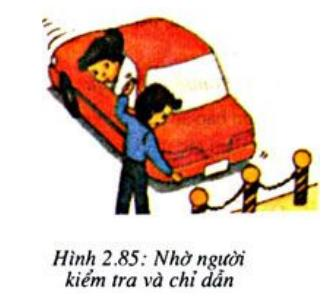 Hình 2.85: Nhờ người
kiểm tra và chỉ dẫn